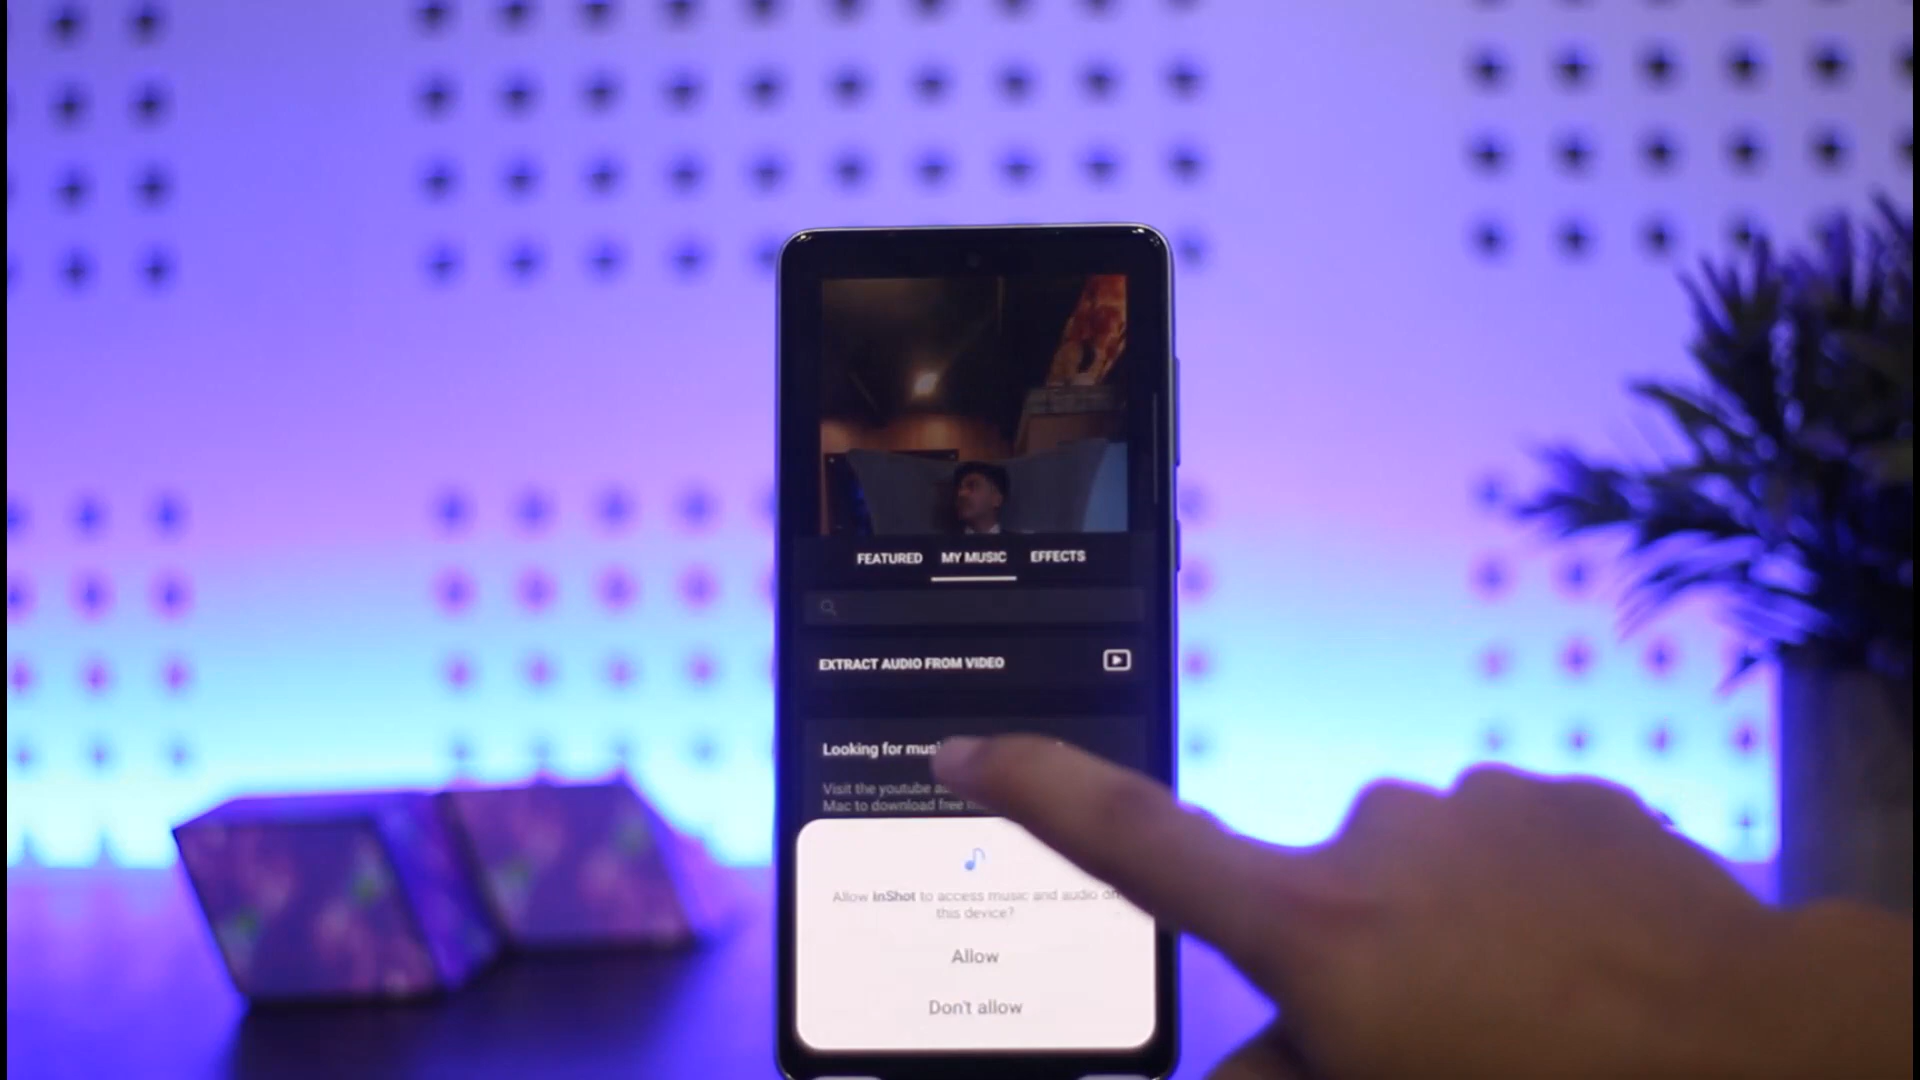 FEATURED MY MUSIC EFFECTS
EXTRACT AUDIO FROM VIDEO
Looking for musi
Visit the youtube
Mac to download free
Allow InShot to access music and audio on
this device?
Allow
Don't allow